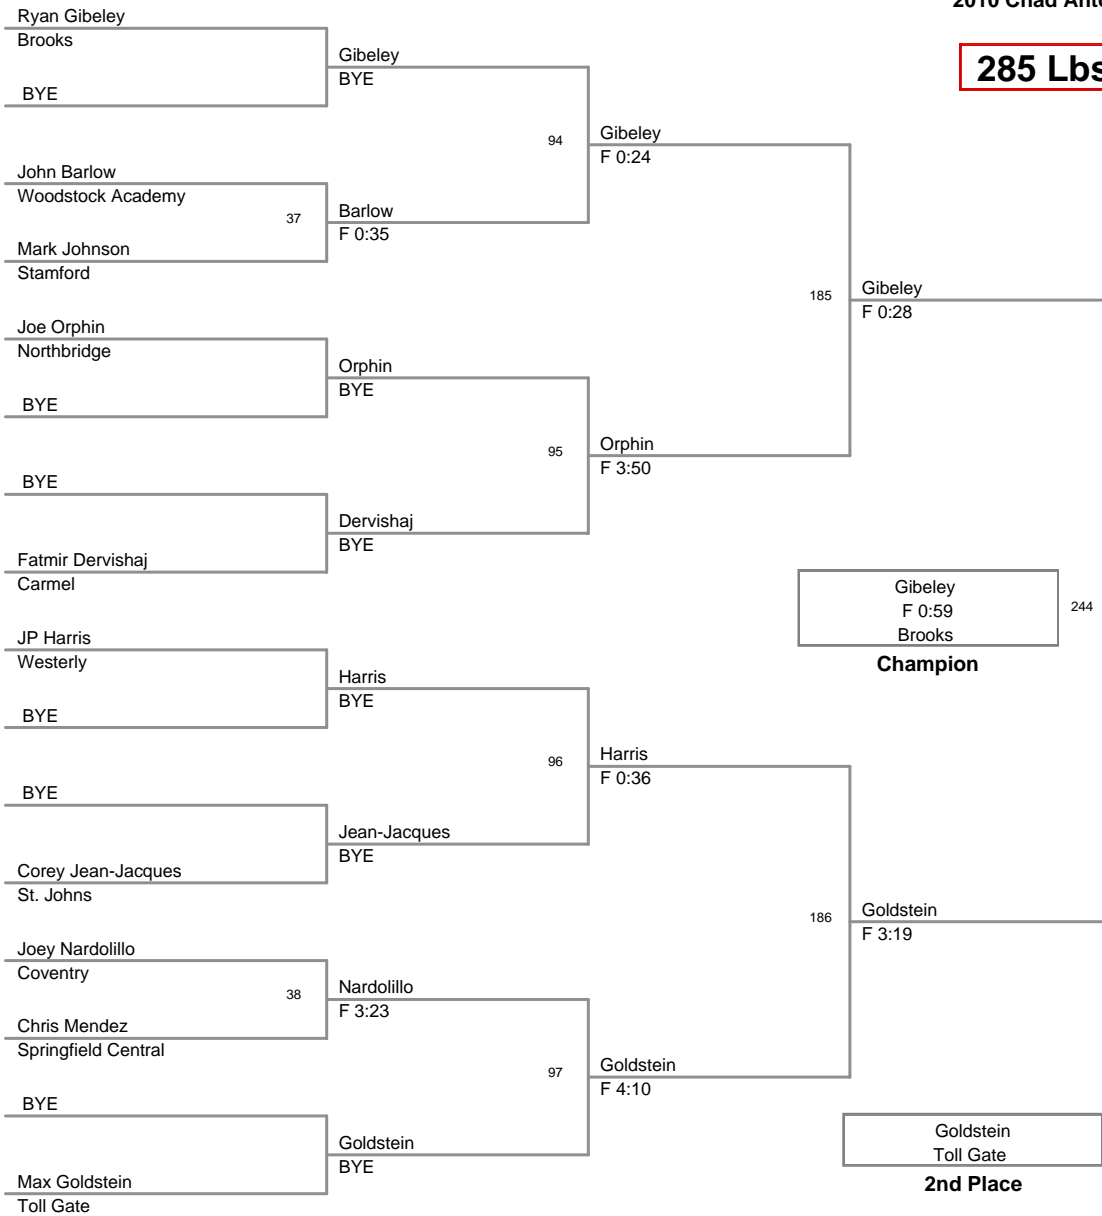 2010 Chad
285 Lbs
Ryan Gibeley
Brooks
BYE
John Barlow
Woodstock Academy
37
Mark Johnson
Stamford
Joe Orphin
Northbridge
BYE
BYE
Fatmir Dervishaj
Carmel
JP Harris
Westerly
BYE
BYE
Corey Jean-Jacques
St. Johns
Joey Nardolillo
Coventry
38
Chris Mendez
Springfield Central
BYE
Max Goldstein
Toll Gate
Gibeley
BYE
94
Barlow
F 0:35
Orphin
BYE
95
Dervishaj
BYE
Harris
BYE
96
Jean-Jacques
BYE
Nardolillo
F 3:23
97
Goldstein
BYE
Gibeley
F 0:24
185
Orphin
F 3:50
Harris
F 0:36
186
Goldstein
F 4:10
Gibeley
F 0:28
Goldstein
F 3:19
Gibeley
F 0:59
Brooks
244
Champion
Goldstein
Toll Gate
2nd Place